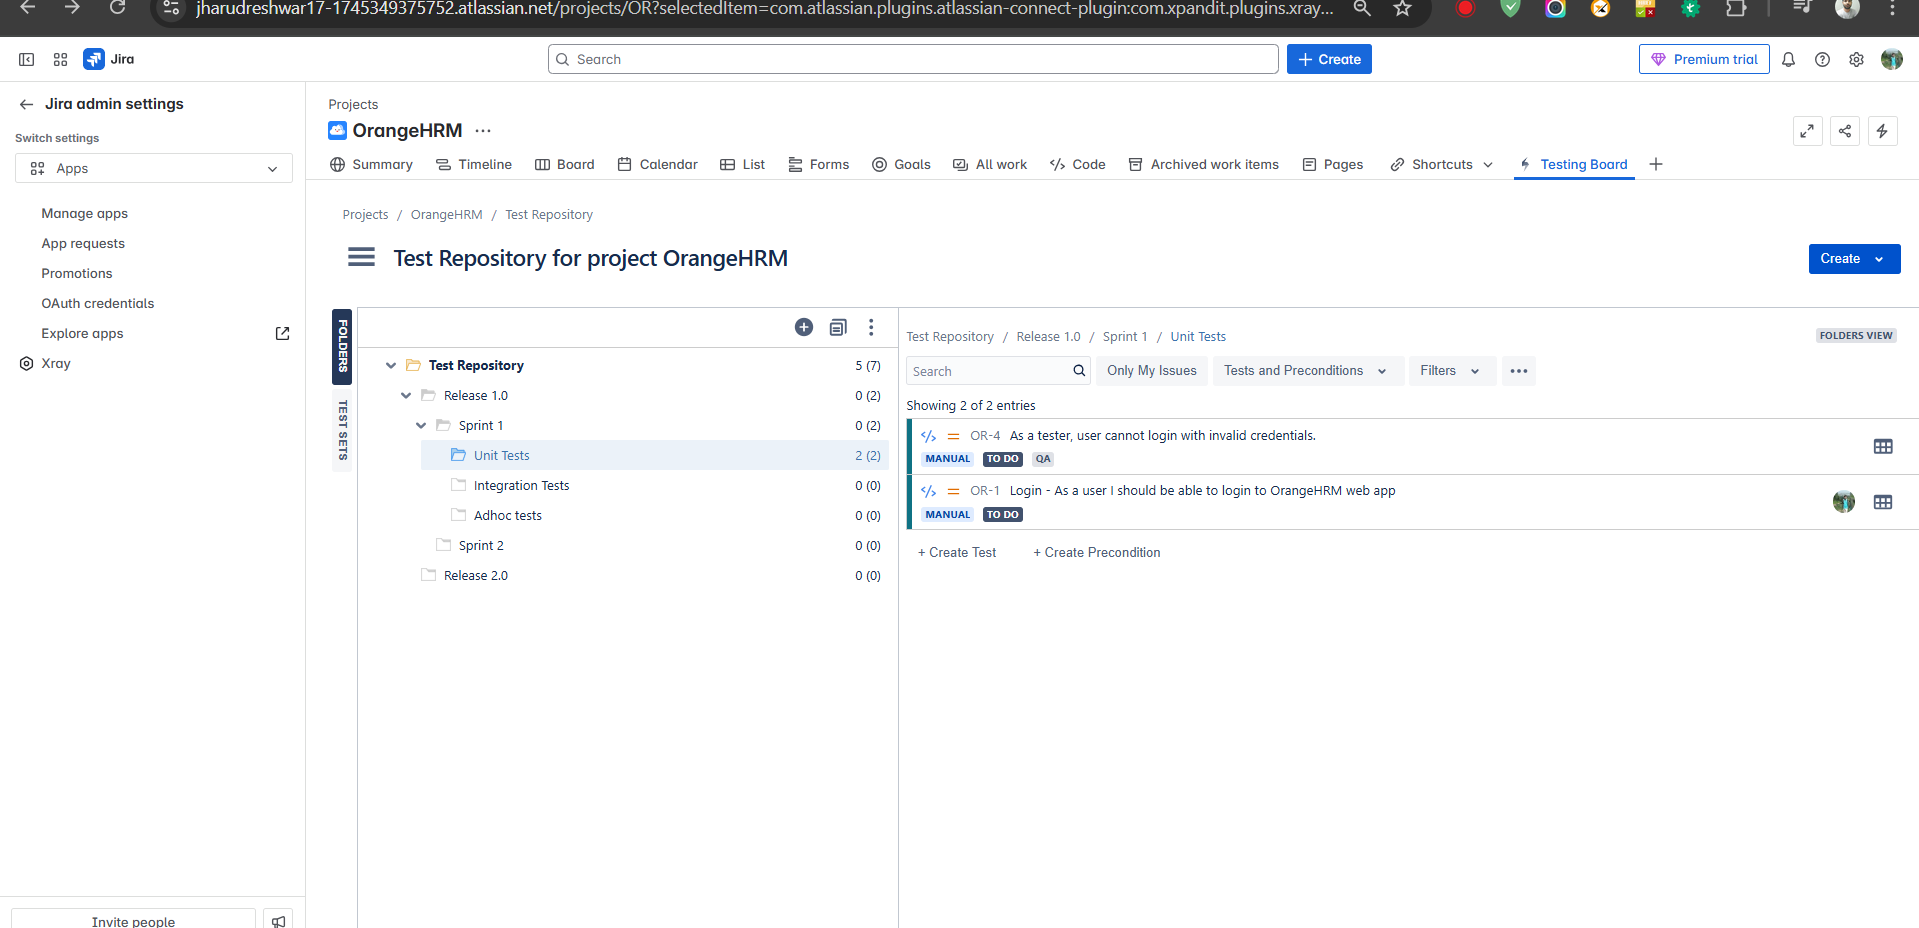 jharudreshwar17-1745349375752.atlassian.net/projects/OR?selectedItem=com.atlassian.plugins.atlassian-connect-plugin:com.xpandit.plugins.xray...
Jira
Search
Create
Premium trial
Jira admin settings
Switch settings
Apps
Manage apps
App requests
Promotions
OAuth credentials
Explore apps
Xray
Invite people
Projects
OrangeHRM ...
Summary Timeline Board Calendar List Forms Goals All work Code Archived work items Pages Shortcuts Testing Board
Projects / OrangeHRM / Test Repository
Test Repository for project OrangeHRM
Create
FOLDERS
TEST SETS
Test Repository 5 (7)
Release 1.0 0 (2)
Sprint 1 0 (2)
Unit Tests 2 (2)
Integration Tests 0 (0)
Adhoc tests 0 (0)
Sprint 2 0 (0)
Release 2.0 0 (0)
Test Repository / Release 1.0 / Sprint 1 / Unit Tests
FOLDERS VIEW
Search
Only My Issues
Tests and Preconditions
Filters
Showing 2 of 2 entries
OR-4 As a tester, user cannot login with invalid credentials.
MANUAL TO DO QA
OR-1 Login - As a user I should be able to login to OrangeHRM web app
MANUAL TO DO
+ Create Test + Create Precondition